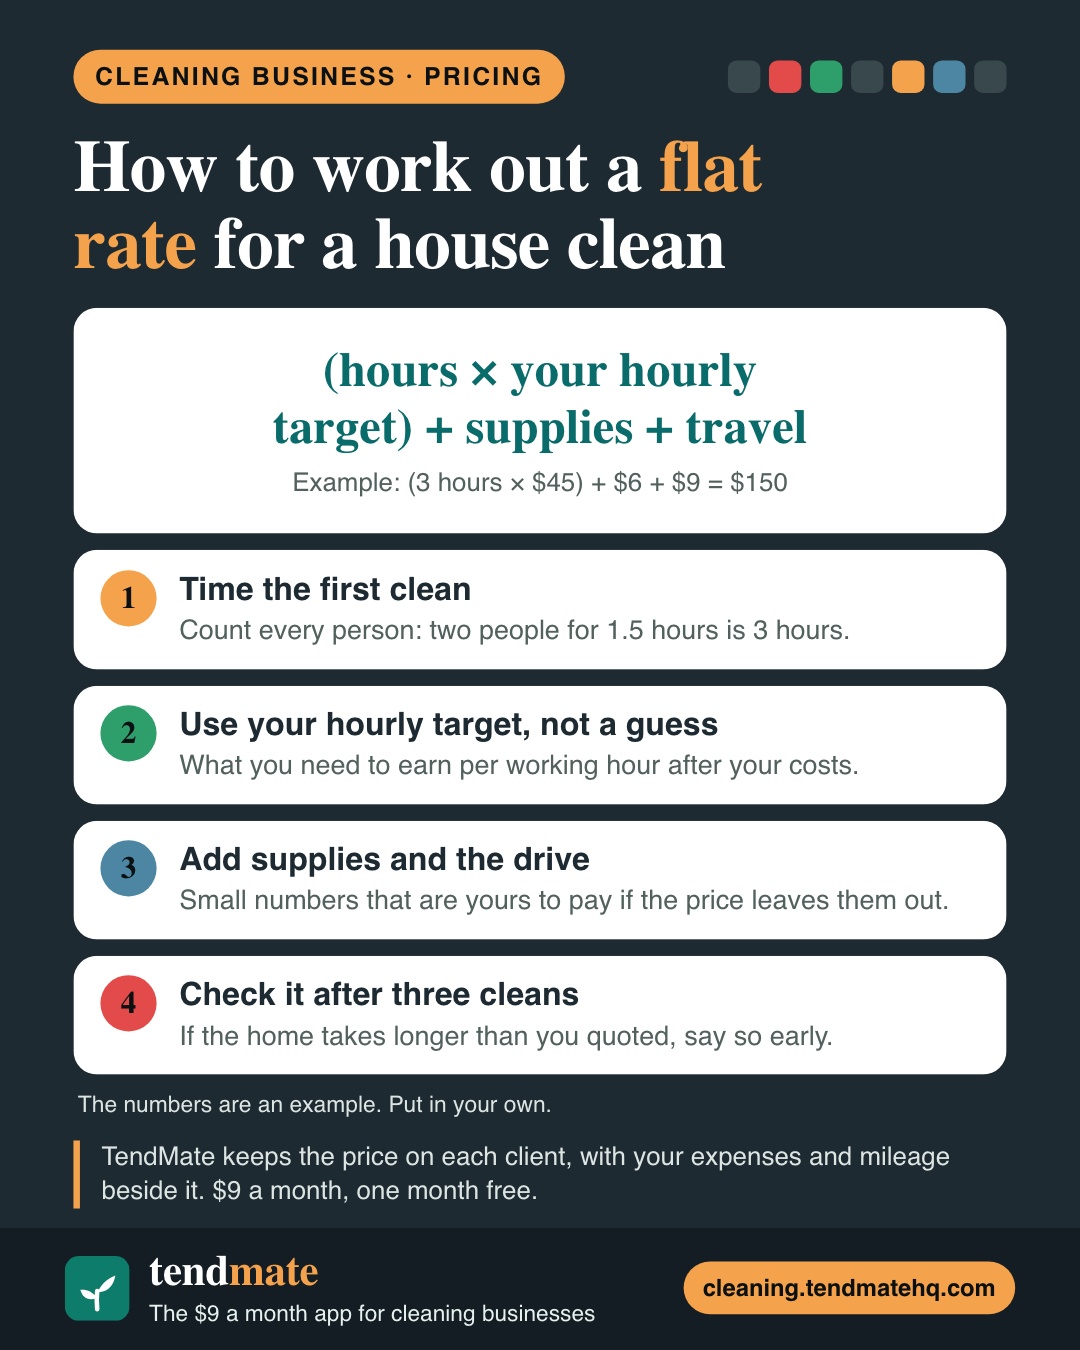 CLEANING BUSINESS · PRICING
How to work out a flat
rate for a house clean
(hours × your hourly
target) + supplies + travel
Example: (3 hours × $45) + $6 + $9 = $150
1
Time the first clean
Count every person: two people for 1.5 hours is 3 hours.
2
Use your hourly target, not a guess
What you need to earn per working hour after your costs.
3
Add supplies and the drive
Small numbers that are yours to pay if the price leaves them out.
4
Check it after three cleans
If the home takes longer than you quoted, say so early.
The numbers are an example. Put in your own.
TendMate keeps the price on each client, with your expenses and mileage
beside it. $9 a month, one month free.
tendmate
The $9 a month app for cleaning businesses
cleaning.tendmatehq.com